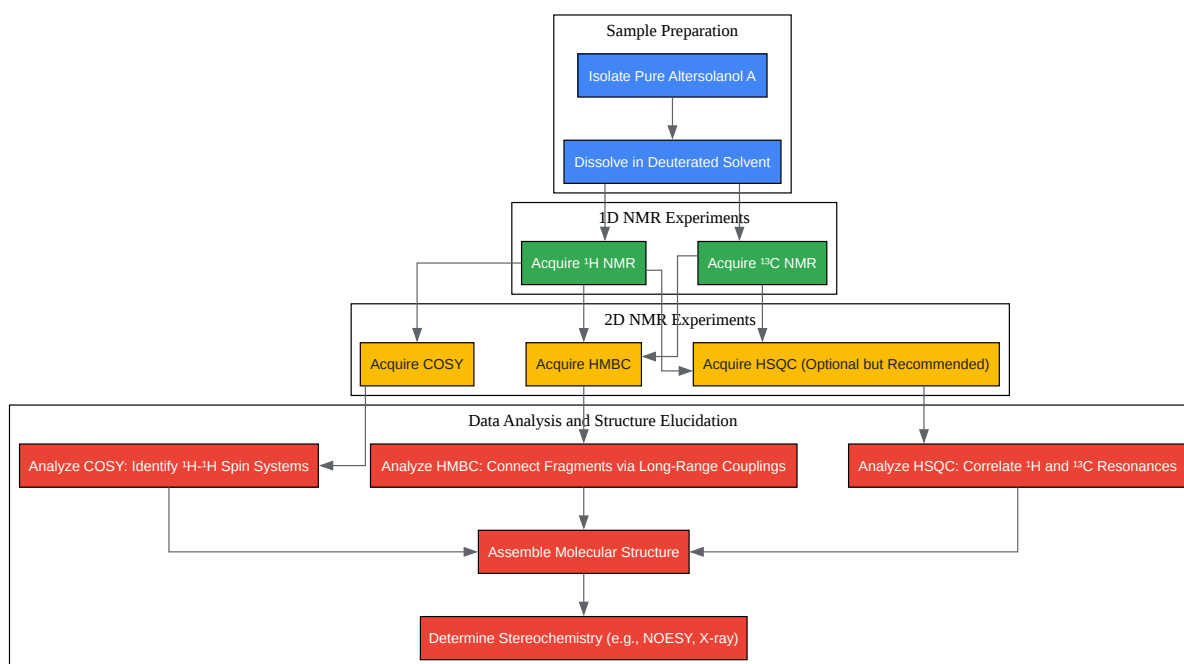 Sample Preparation
Isolate Pure Altersolanol A
Dissolve in Deuterated Solvent
1D NMR Experiments
Acquire ¹H NMR
Acquire ¹³C NMR
2D NMR Experiments
Acquire COSY
Acquire HMBC
Acquire HSQC (Optional but Recommended)
Data Analysis and Structure Elucidation
Analyze COSY: Identify ¹H-¹H Spin Systems
Analyze HMBC: Connect Fragments via Long-Range Couplings
Analyze HSQC: Correlate ¹H and ¹³C Resonances
Assemble Molecular Structure
Determine Stereochemistry (e.g., NOESY, X-ray)